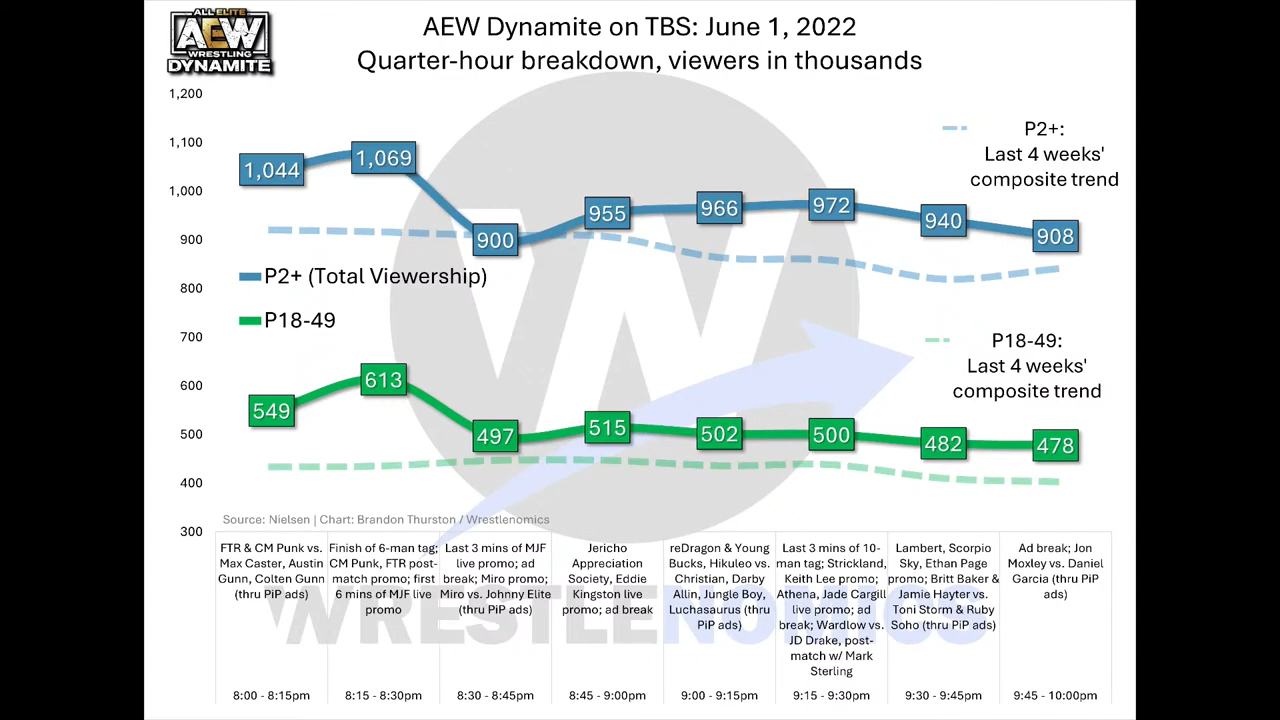 ALL ELITE
AEW
WRESTLING
DYNAMITE
AEW Dynamite on TBS: June 1, 2022
Quarter-hour breakdown, viewers in thousands
1,200
1,100
1,000
900
800
700
600
500
400
300
P2+:
Last 4 weeks'
composite trend
1,044
1,069
900
955
966
972
940
908
P2+ (Total Viewership)
P18-49
P18-49:
Last 4 weeks'
composite trend
549
613
497
515
502
500
482
478
Source: Nielsen | Chart: Brandon Thurston / Wrestlenomics
FTR & CM Punk vs.
Max Caster, Austin
Gunn, Colten Gunn
(thru PiP ads)
Finish of 6-man tag;
CM Punk, FTR post-
match promo; first
6 mins of MJF live
promo
Last 3 mins of MJF
live promo; ad
break; Miro promo;
Miro vs. Johnny Elite
(thru PiP ads)
Jericho
Appreciation
Society, Eddie
Kingston live
promo; ad break
reDragon & Young
Bucks, Hikuleo vs.
Christian, Darby
Allin, Jungle Boy,
Luchasaurus (thru
PiP ads)
Last 3 mins of 10-
man tag; Strickland,
Keith Lee promo;
Athena, Jade Cargill
live promo; ad
break; Wardlow vs.
JD Drake, post-
match w/ Mark
Sterling
Lambert, Scorpio
Sky, Ethan Page
promo; Britt Baker &
Jamie Hayter vs.
Toni Storm & Ruby
Soho (thru PiP ads)
Ad break; Jon
Moxley vs. Daniel
Garcia (thru PiP
ads)
WRESTLENOMICS
8:00 - 8:15pm
8:15 - 8:30pm
8:30 - 8:45pm
8:45 - 9:00pm
9:00 - 9:15pm
9:15 - 9:30pm
9:30 - 9:45pm
9:45 - 10:00pm